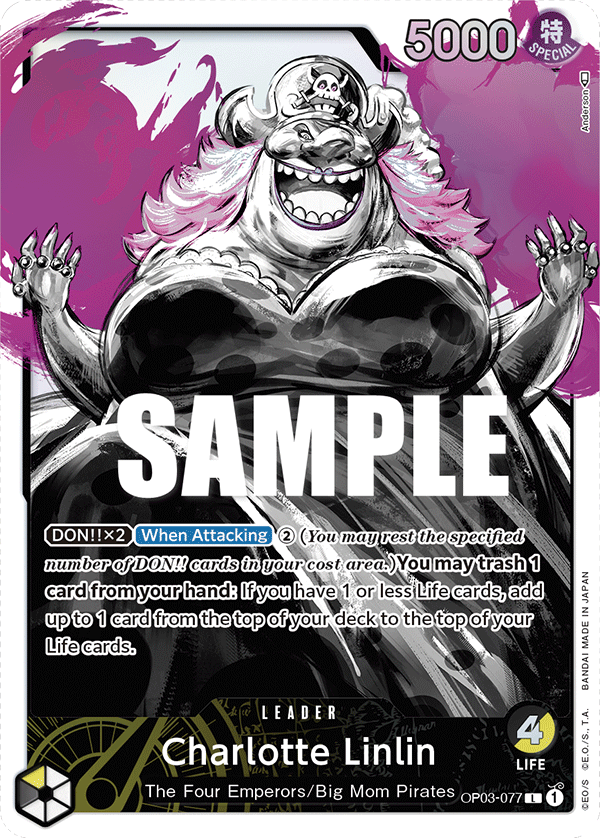 5000
特
SPECIAL
Anderson
SAMPLE
DON!!×2 When Attacking ② (You may rest the specified
number of DON!! cards in your cost area.)You may trash 1
card from your hand: If you have 1 or less Life cards, add
up to 1 card from the top of your deck to the top of your
Life cards.
LEADER
Charlotte Linlin
The Four Emperors/Big Mom Pirates
4
LIFE
OP03-077 L 1
©E.O/S ©E.O./S., T.A. BANDAI MADE IN JAPAN